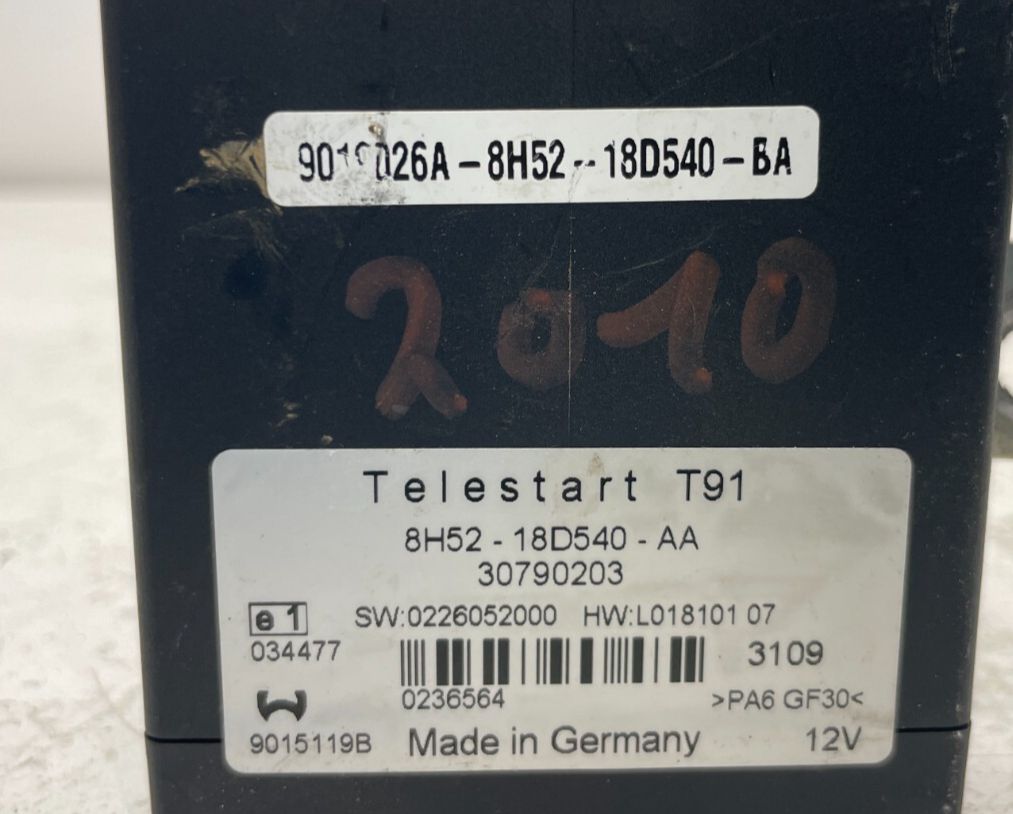 8H52--18D540-BA
2010
Telestart T91
8H52 - 18D540 - AA
30790203
e 1 SW:0226052000 HW:L018101 07
034477 3109
0236564 >PA6 GF30<
9015119B Made in Germany 12V